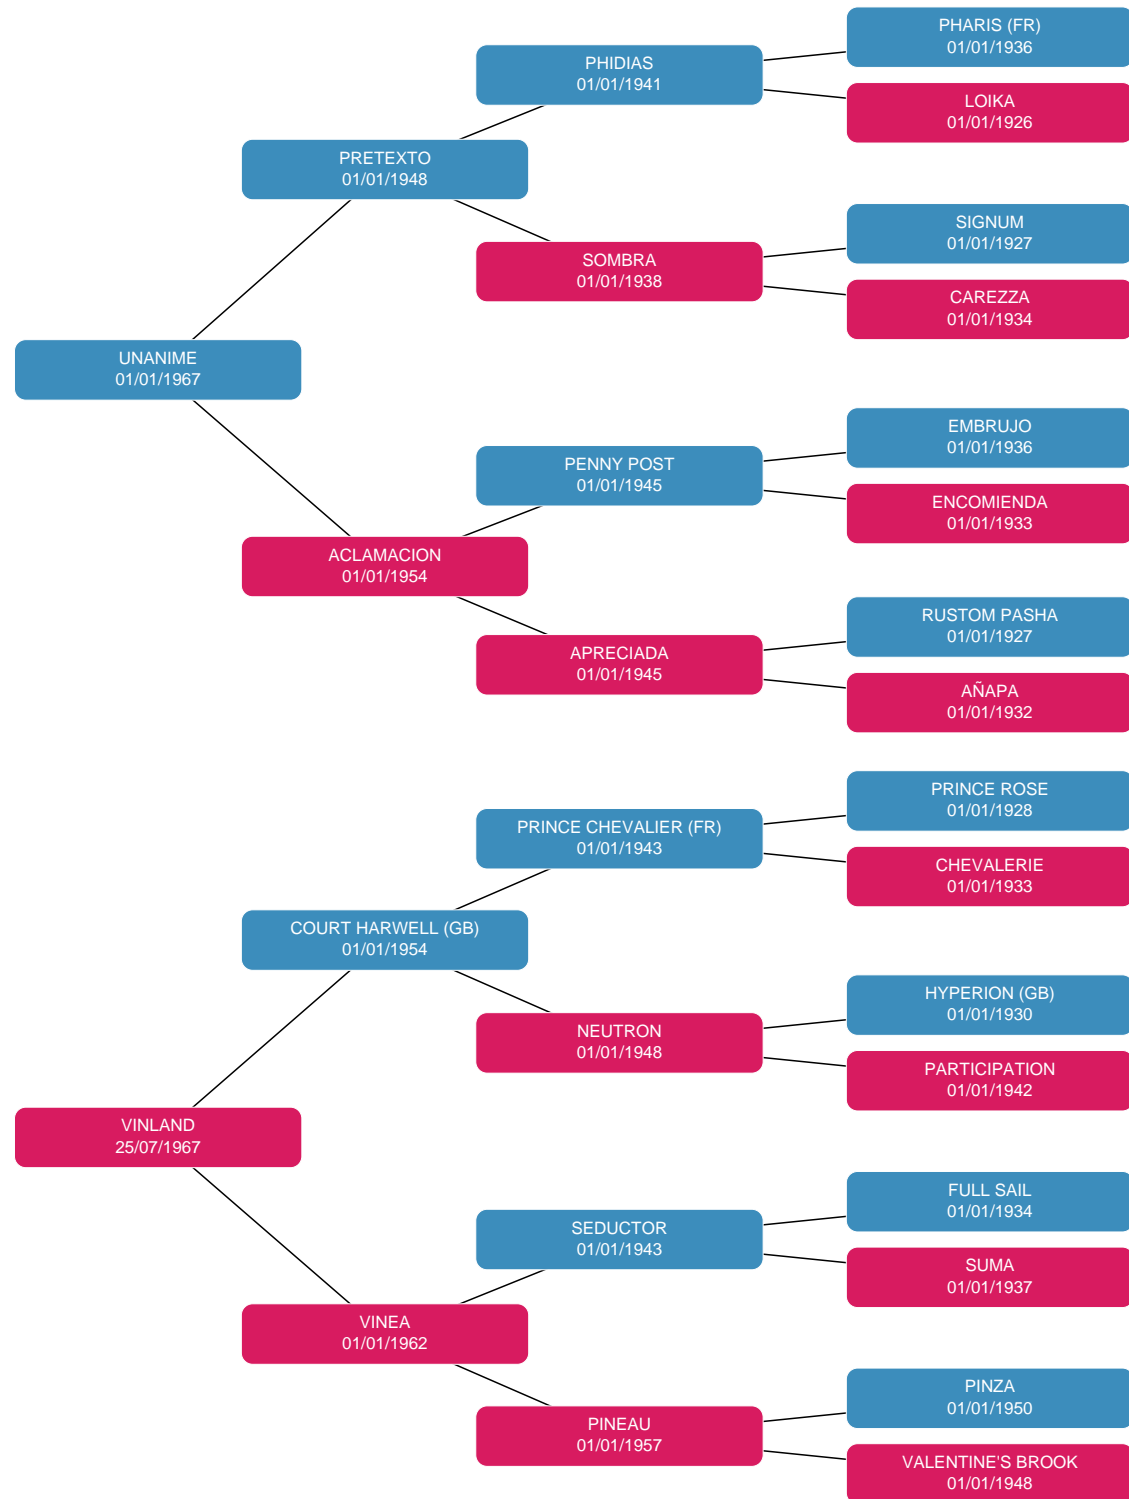 PHARIS (FR)
01/01/1936
PHIDIAS
01/01/1941
LOIKA
01/01/1926
PRETEXTO
01/01/1948
SIGNUM
01/01/1927
SOMBRA
01/01/1938
CAREZZA
01/01/1934
UNANIME
01/01/1967
EMBRUJO
01/01/1936
PENNY POST
01/01/1945
ENCOMIENDA
01/01/1933
ACLAMACION
01/01/1954
RUSTOM PASHA
01/01/1927
APRECIADA
01/01/1945
AÑAPA
01/01/1932
PRINCE ROSE
01/01/1928
PRINCE CHEVALIER (FR)
01/01/1943
CHEVALERIE
01/01/1933
COURT HARWELL (GB)
01/01/1954
HYPERION (GB)
01/01/1930
NEUTRON
01/01/1948
PARTICIPATION
01/01/1942
VINLAND
25/07/1967
FULL SAIL
01/01/1934
SEDUCTOR
01/01/1943
SUMA
01/01/1937
VINEA
01/01/1962
PINZA
01/01/1950
PINEAU
01/01/1957
VALENTINE'S BROOK
01/01/1948